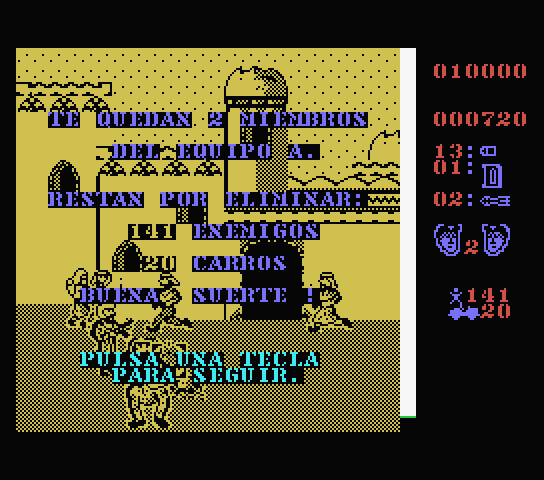 TE QUEDAN 2 MIEMBROS
DEL EQUIPO A.
RESTAN POR ELIMINAR:
141 ENEMIGOS
20 CARROS
BUENA SUERTE !
PULSA UNA TECLA
PARA SEGUIR.
010000
000720
13:
01:
02:
2
141
20